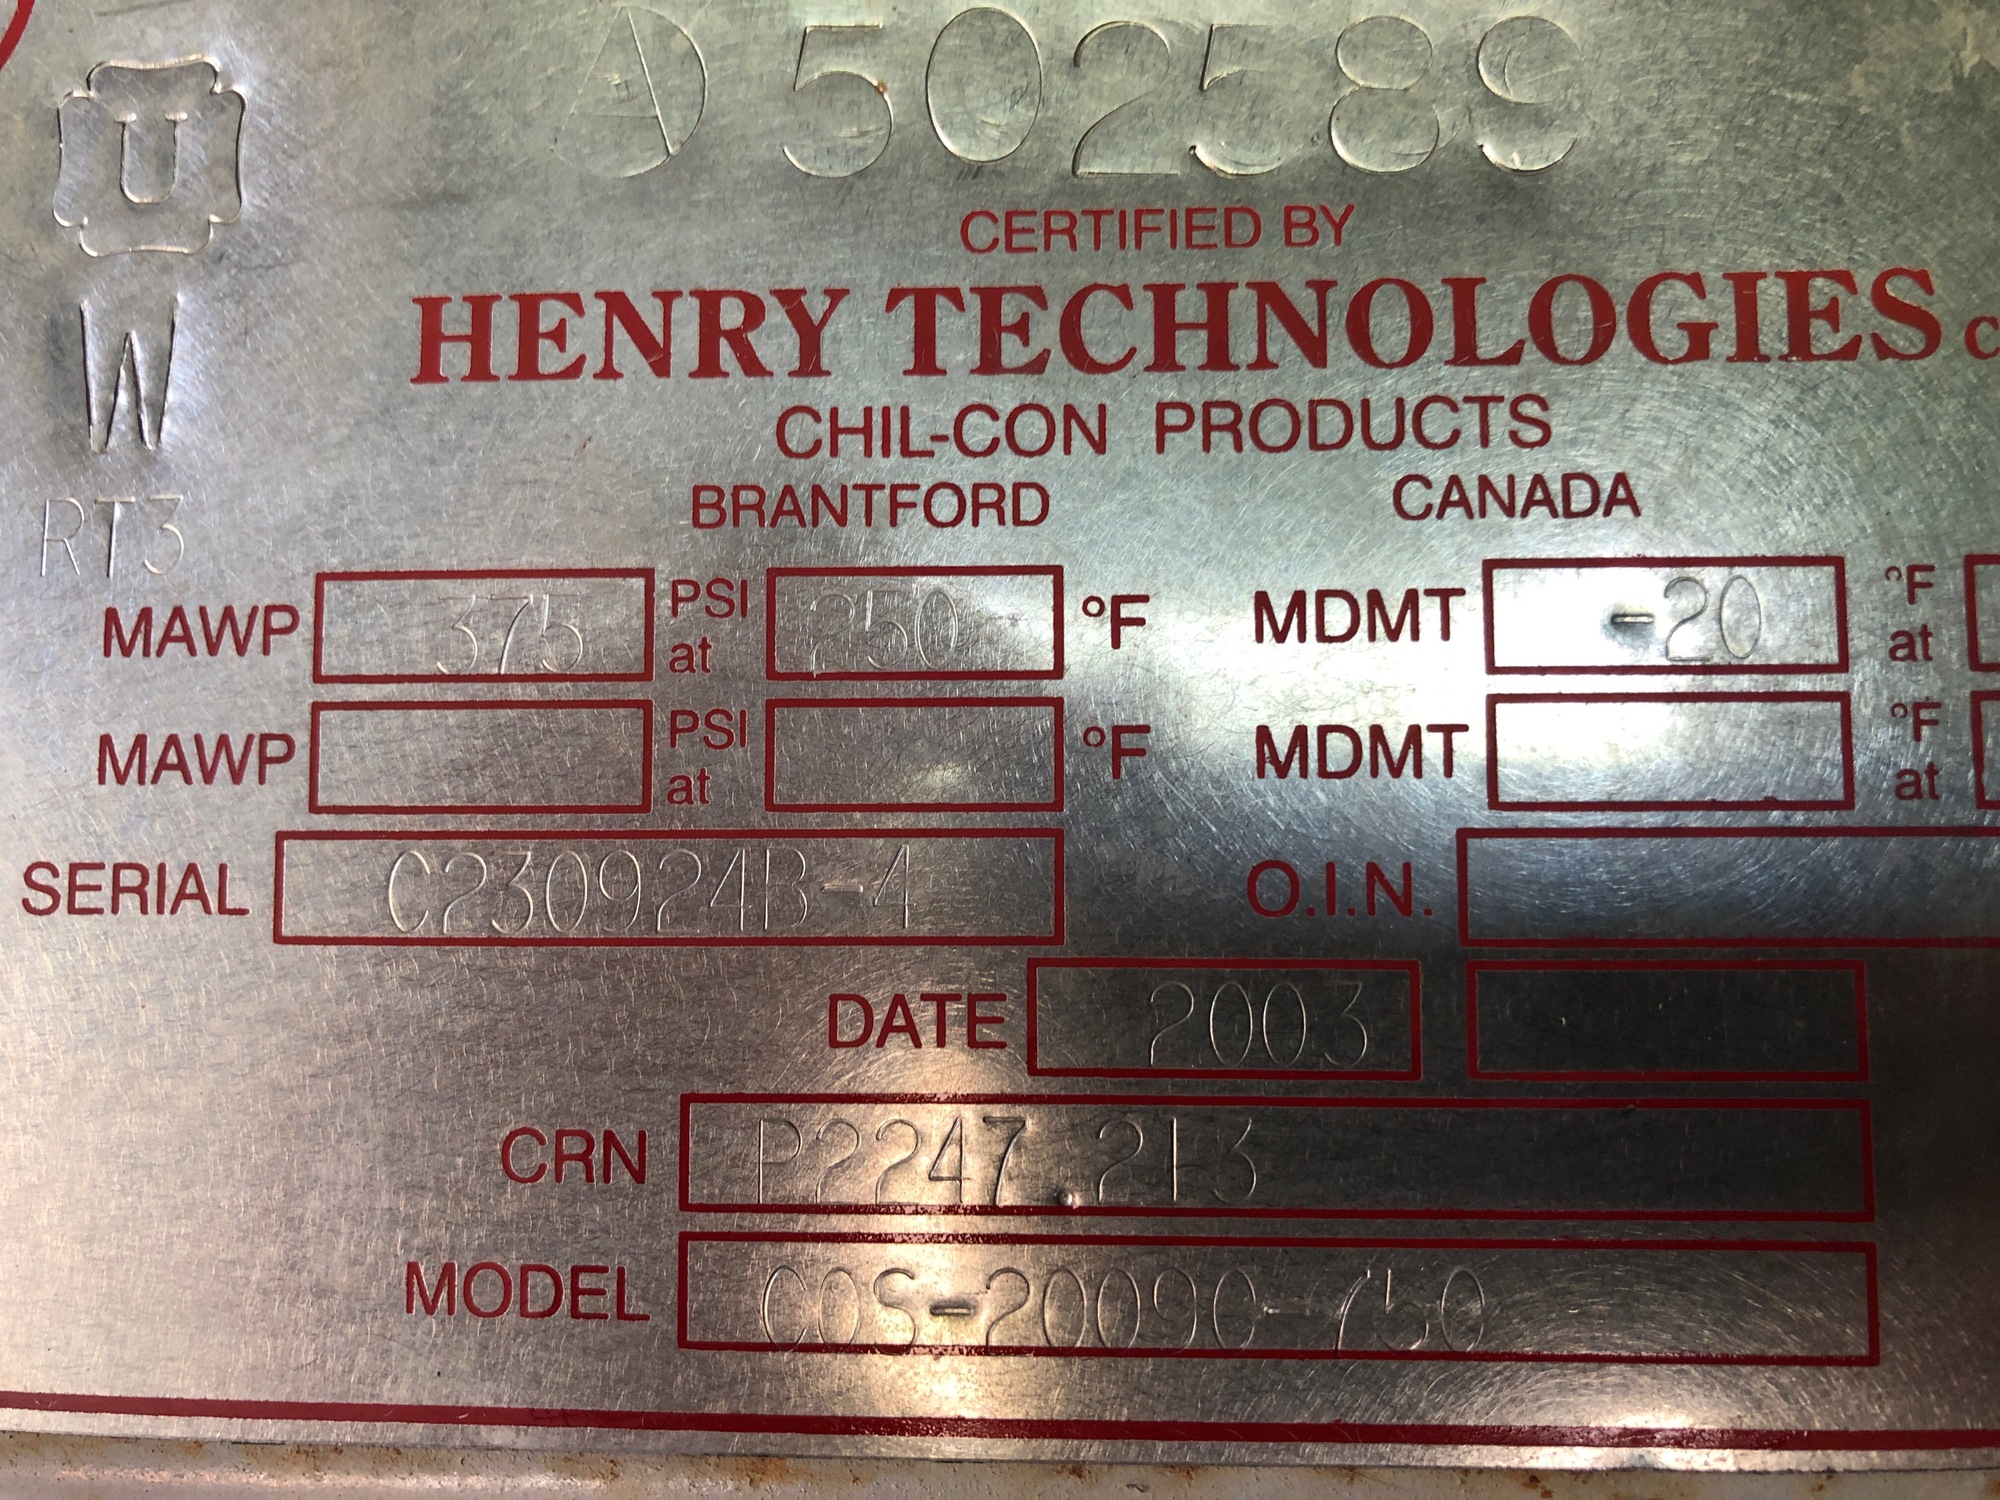 A 502589
U
CERTIFIED BY
W
HENRY TECHNOLOGIES
CHIL-CON PRODUCTS
BRANTFORD CANADA
RT3
MAWP 375 PSI at 250 °F MDMT -20 °F at
MAWP PSI at °F MDMT °F at
SERIAL C230924B-4 O.I.N.
DATE 2003
CRN P2247.213
MODEL COS-2009C-750